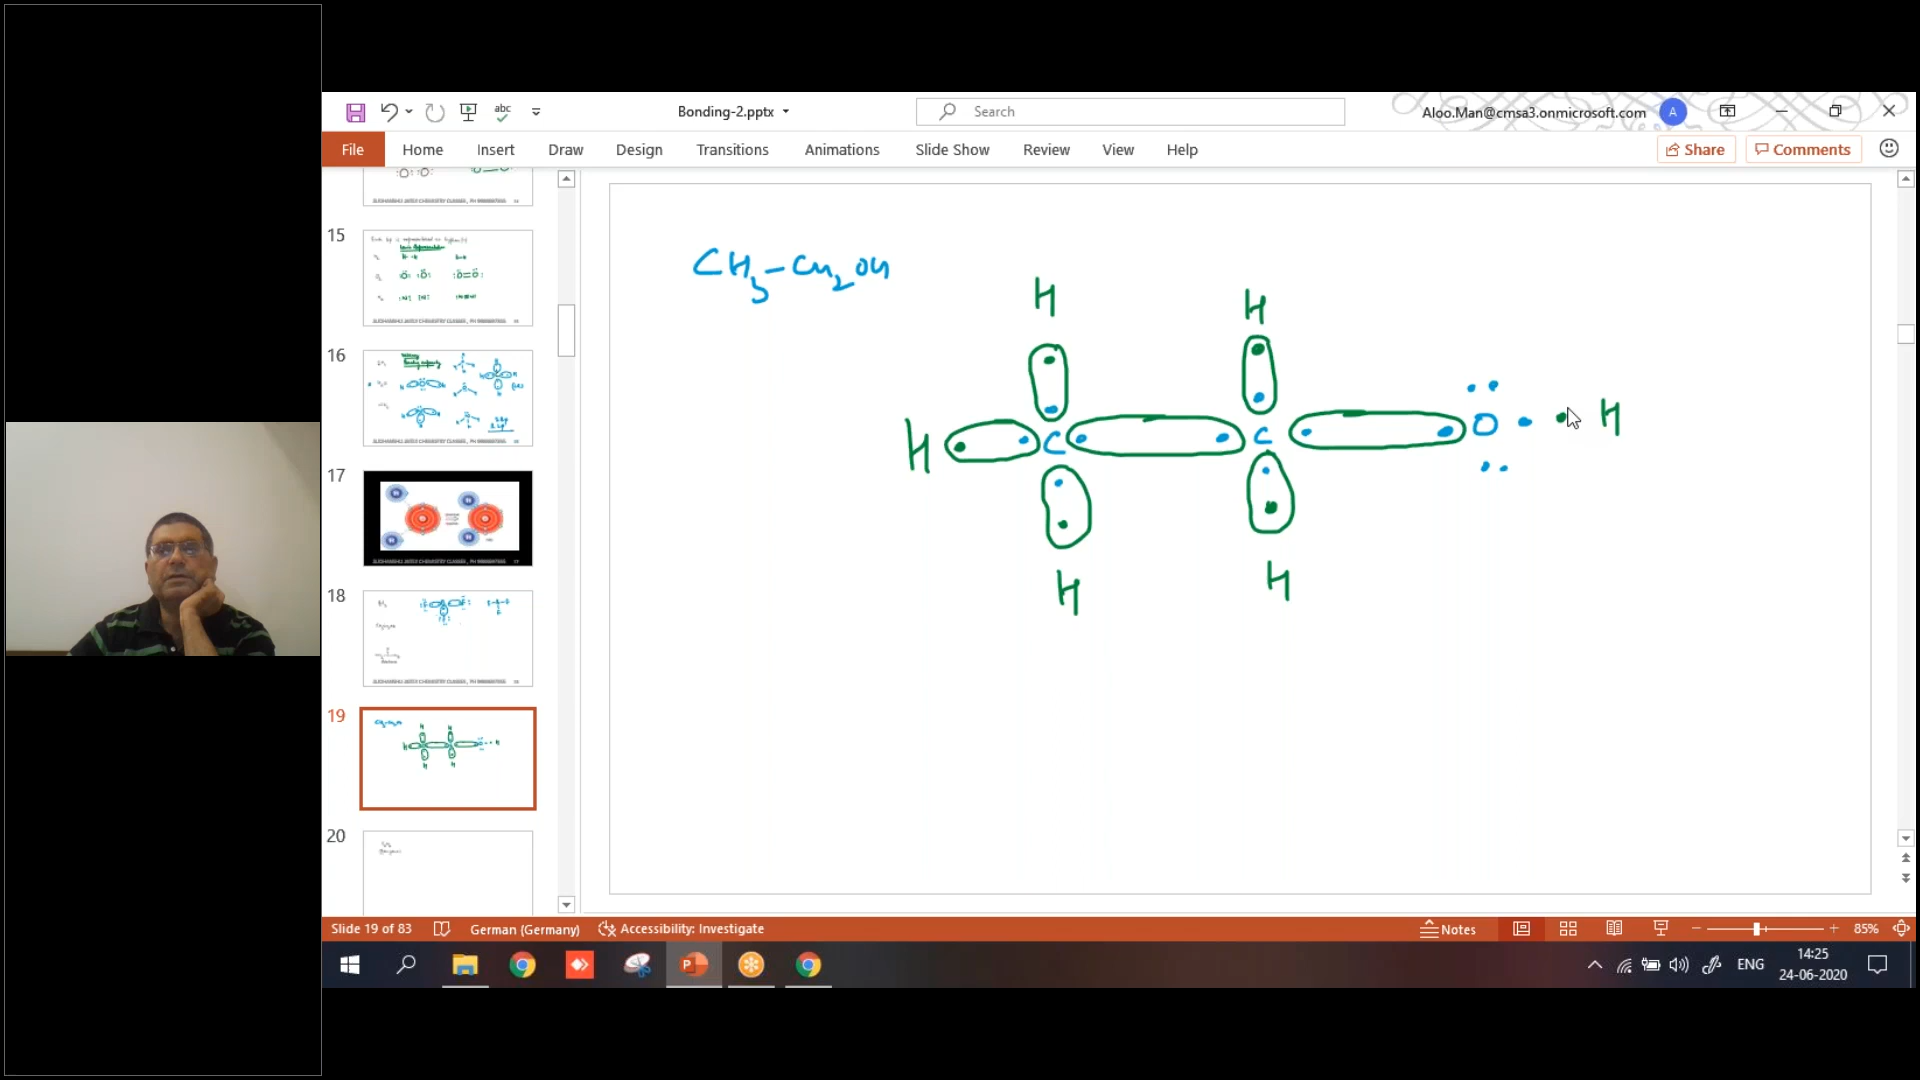 abc
Bonding-2.pptx
Search
Aloo.Man@cmsa3.onmicrosoft.com
A
File Home Insert Draw Design Transitions Animations Slide Show Review View Help
Share
Comments
15
16
17
18
19
20
CH3-CH2OH
H H
H C C O H
H H
Slide 19 of 83
German (Germany)
Accessibility: Investigate
Notes
85%
ENG
14:25
24-06-2020